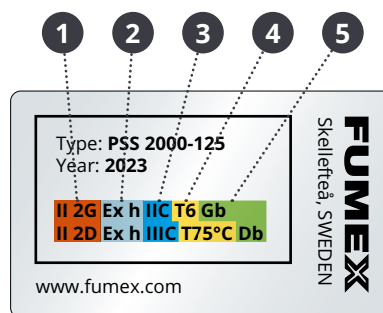 1 2 3 4 5
Type: PSS 2000-125
Year: 2023
II 2G Ex h IIC T6 Gb
II 2D Ex h IIIC T75°C Db
www.fumex.com
FUMEX
Skellefteå, SWEDEN